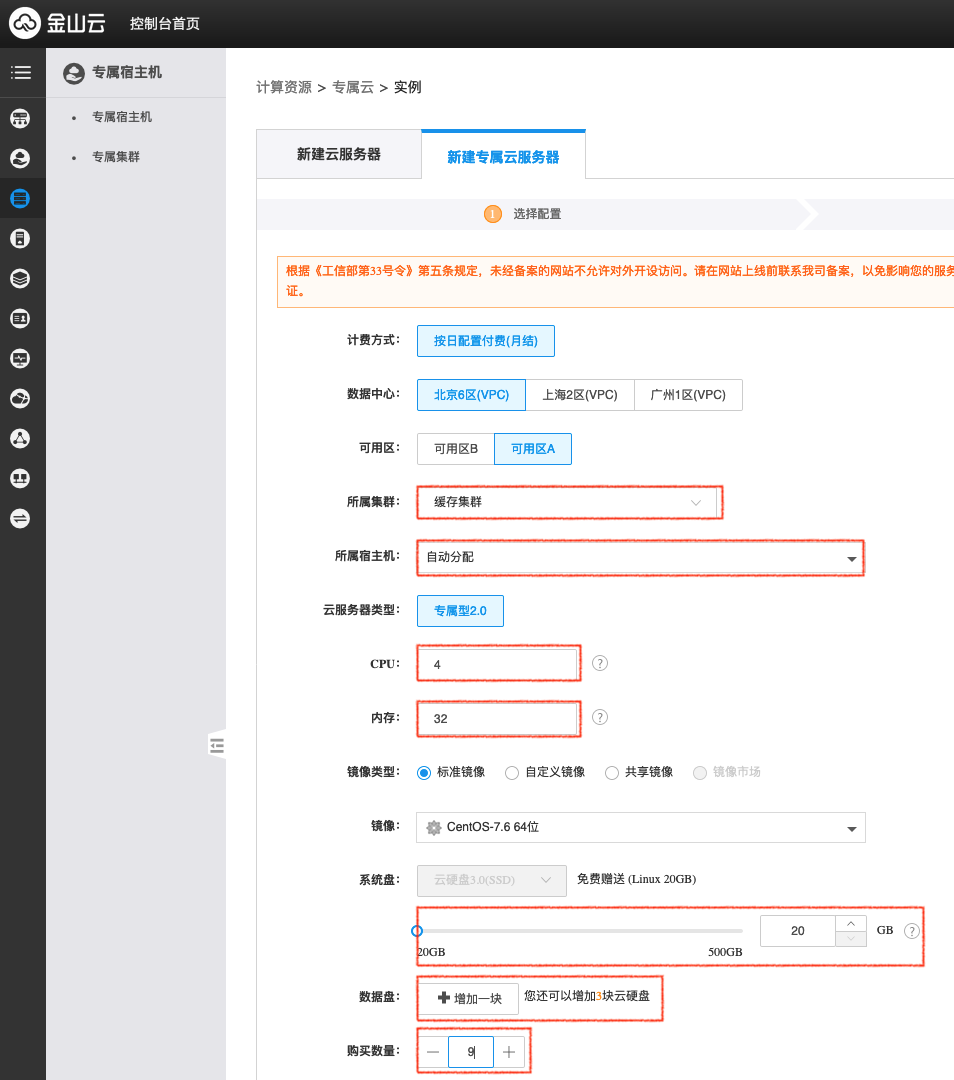 金山云 控制台首页
专属宿主机
专属宿主机
专属集群
计算资源 > 专属云 > 实例
新建云服务器 新建专属云服务器
1 选择配置
根据《工信部第33号令》第五条规定，未经备案的网站不允许对外开设访问。请在网站上线前联系我司备案，以免影响您的服务
证。
计费方式： 按日配置付费(月结)
数据中心： 北京6区(VPC) 上海2区(VPC) 广州1区(VPC)
可用区： 可用区B 可用区A
所属集群： 缓存集群
所属宿主机： 自动分配
云服务器类型： 专属型2.0
CPU： 4 ?
内存： 32 ?
镜像类型： 标准镜像 自定义镜像 共享镜像 镜像市场
镜像： CentOS-7.6 64位
系统盘： 云硬盘3.0(SSD) 免费赠送 (Linux 20GB)
20 GB ?
20GB 500GB
数据盘： 增加一块 您还可以增加3块云硬盘
购买数量： 9